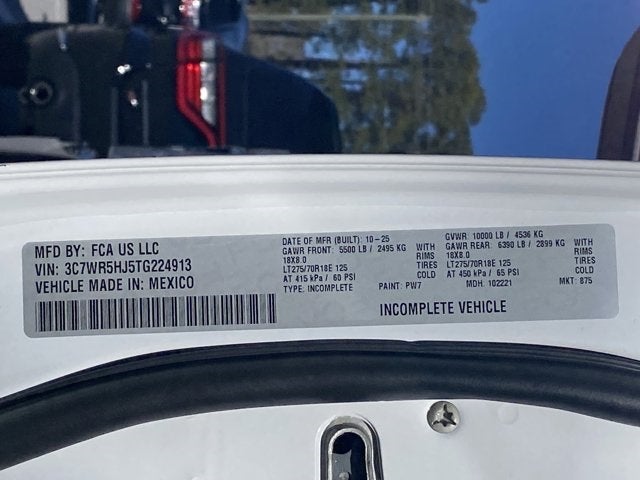 MFD BY: FCA US LLC
VIN: 3C7WR5HJ5TG224913
VEHICLE MADE IN: MEXICO
DATE OF MFR (BUILT): 10-25
GAWR FRONT: 5500 LB / 2495 KG WITH
18X8.0 RIMS
LT275/70R18E 125 TIRES
AT 415 kPa / 60 PSI COLD
TYPE: INCOMPLETE PAINT: PW7
GVWR: 10000 LB / 4536 KG
GAWR REAR: 6390 LB / 2899 KG WITH
18X8.0 RIMS
LT275/70R18E 125 TIRES
AT 450 kPa / 65 PSI COLD
MDH: 102221 MKT: 875
INCOMPLETE VEHICLE